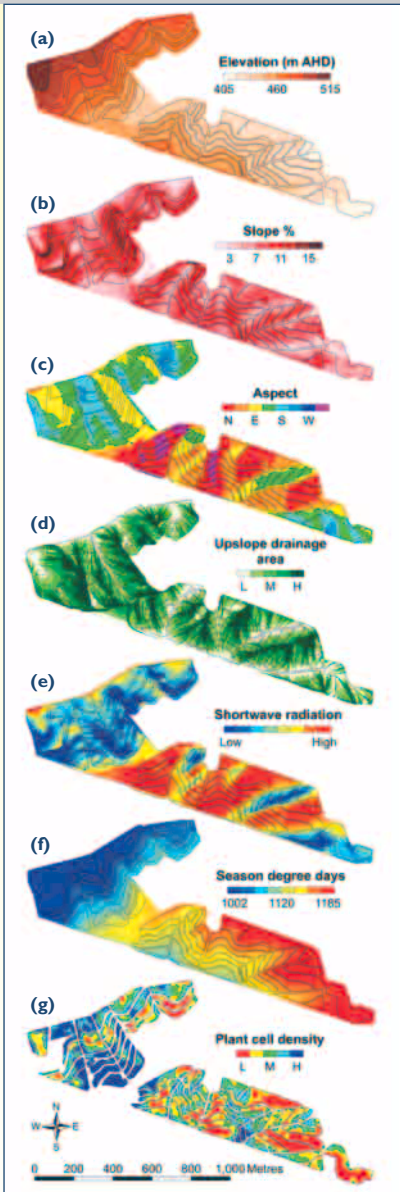 (a)
Elevation (m AHD)
405 460 515
(b)
Slope %
3 7 11 15
(c)
Aspect
N E S W
(d)
Upslope drainage
area
L M H
(e)
Shortwave radiation
Low High
(f)
Season degree days
1002 1120 1185
(g)
Plant cell density
L M H
N
W E
S
0 200 400 600 800 1,000 Metres